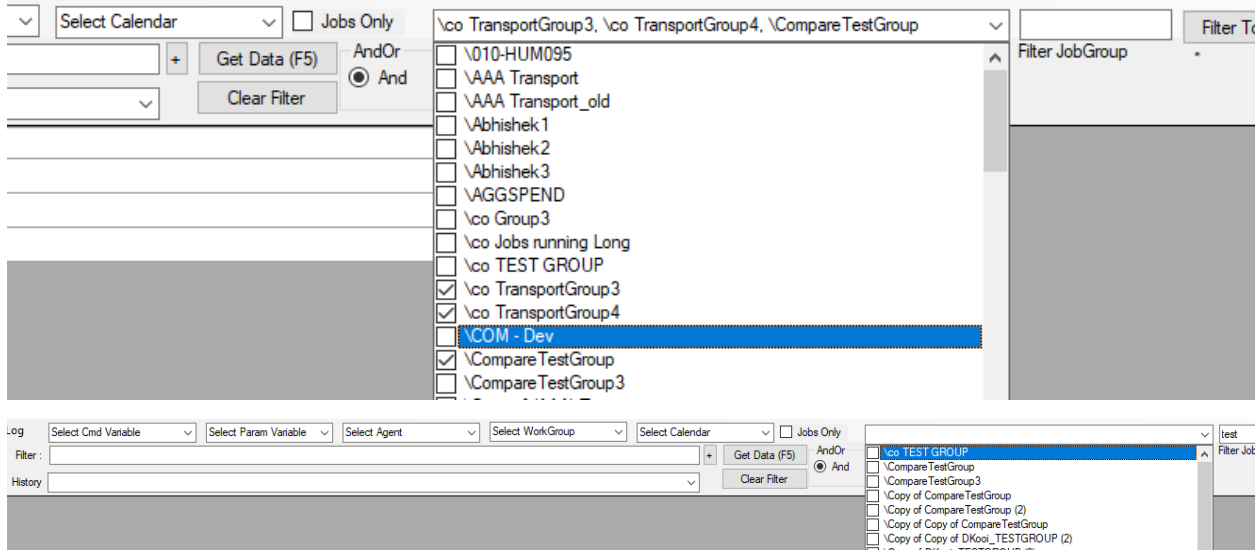 Select Calendar
Jobs Only
\co TransportGroup3, \co TransportGroup4, \CompareTestGroup
Filter
+
Get Data (F5)
AndOr
And
Clear Filter
Filter JobGroup
*
\010-HUM095
\AAA Transport
\AAA Transport_old
\Abhishek1
\Abhishek2
\Abhishek3
\AGGSPEND
\co Group3
\co Jobs running Long
\co TEST GROUP
\co TransportGroup3
\co TransportGroup4
\COM - Dev
\CompareTestGroup
\CompareTestGroup3
Select Cmd Variable
Select Param Variable
Select Agent
Select WorkGroup
Select Calendar
Jobs Only
test
Filter :
+
Get Data (F5)
AndOr
And
Filter
History
Clear Filter
\co TEST GROUP
\CompareTestGroup
\CompareTestGroup3
\Copy of CompareTestGroup
\Copy of CompareTestGroup (2)
\Copy of Copy of CompareTestGroup
\Copy of Copy of DKooi_TESTGROUP (2)